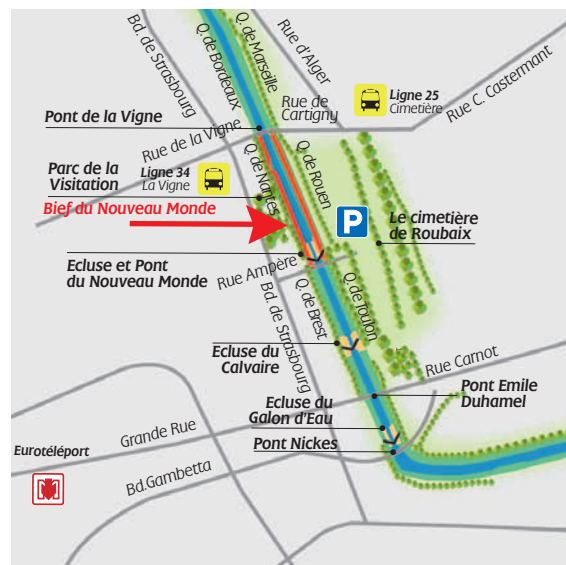 Bd. de Strasbourg
Q. de Bordeaux
Q. de Marseille
Rue d'Alger
Ligne 25
Cimetière
Rue C. Castermant
Rue de
Cartigny
Pont de la Vigne
Rue de la Vigne
Parc de la
Visitation
Ligne 34
La Vigne
Q. de Nantes
Q. de Rouen
Bief du Nouveau Monde
P
Le cimetière
de Roubaix
Ecluse et Pont
du Nouveau Monde
Rue Ampère
Q. de Brest
Q. de Toulon
Bd. de Strasbourg
Ecluse du
Calvaire
Rue Carnot
Pont Emile
Duhamel
Ecluse du
Galon d'Eau
Grande Rue
Pont Nickes
Eurotéléport
Bd.Gambetta